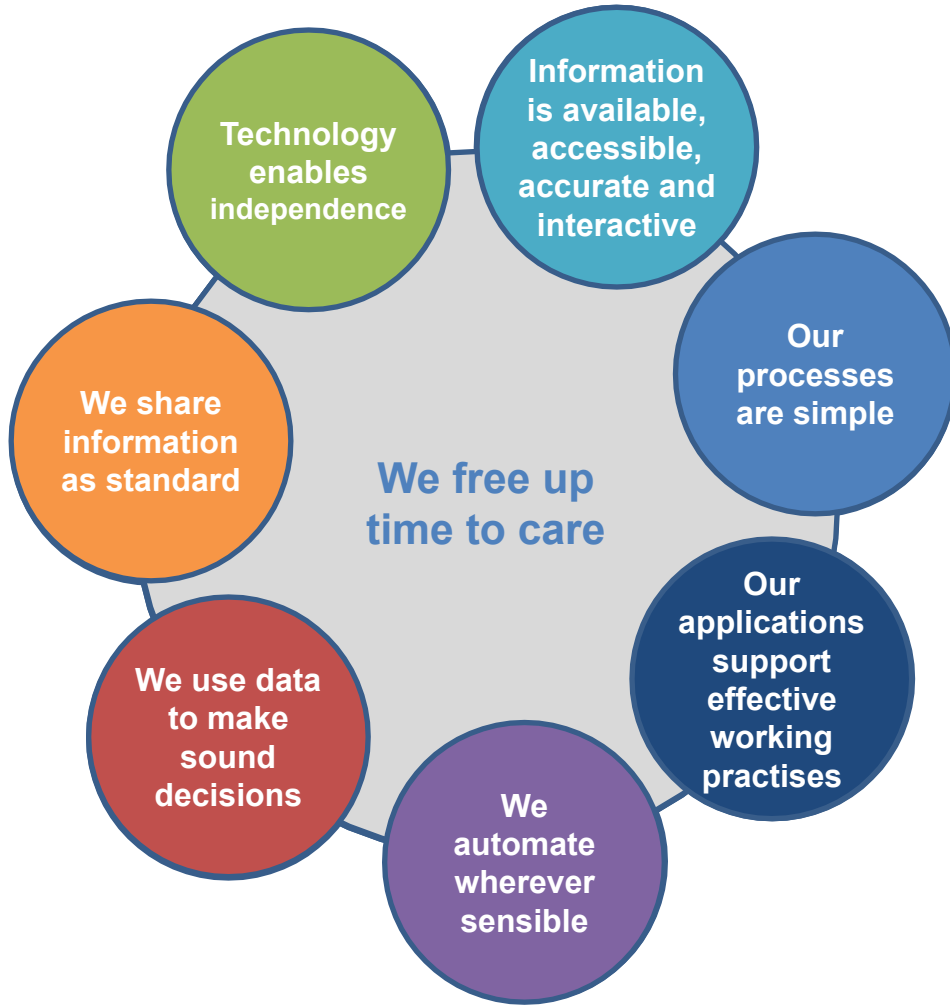 Information
is available,
accessible,
accurate and
interactive
Technology
enables
independence
Our
processes
are simple
We share
information
as standard
We free up
time to care
Our
applications
support
effective
working
practises
We use data
to make
sound
decisions
We
automate
wherever
sensible